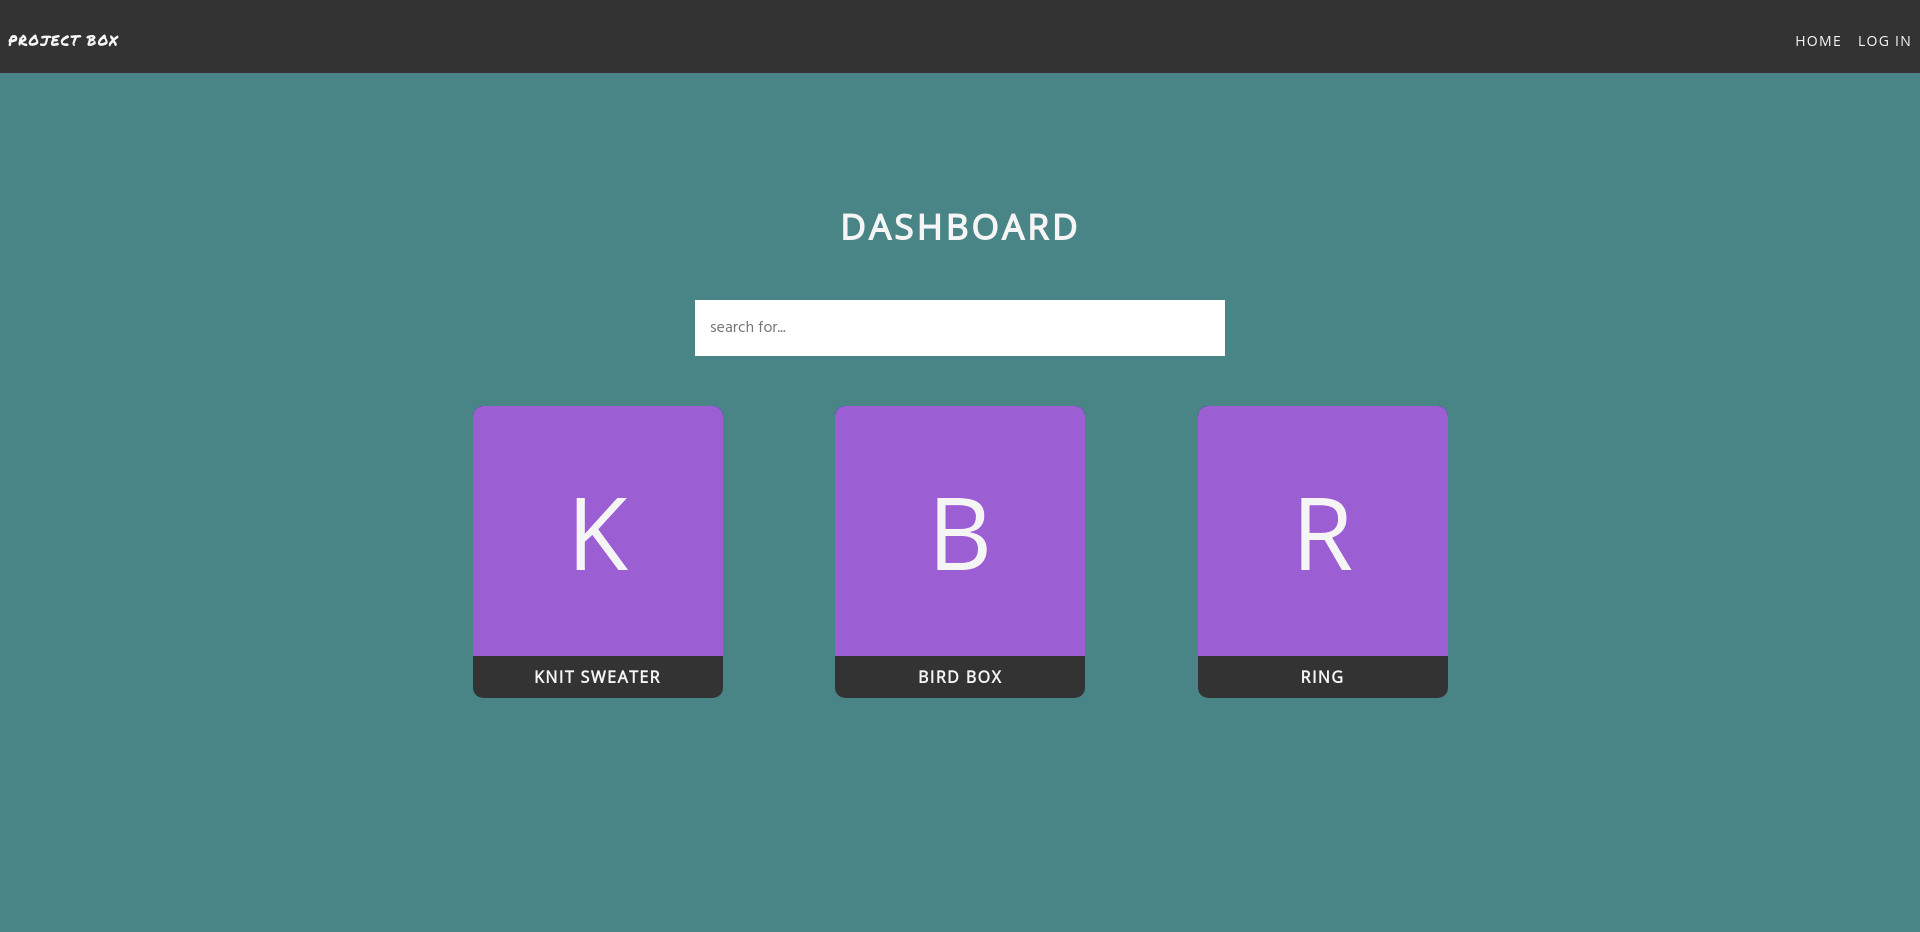 PROJECT BOX
HOME LOG IN
DASHBOARD
search for...
K B R
KNIT SWEATER BIRD BOX RING